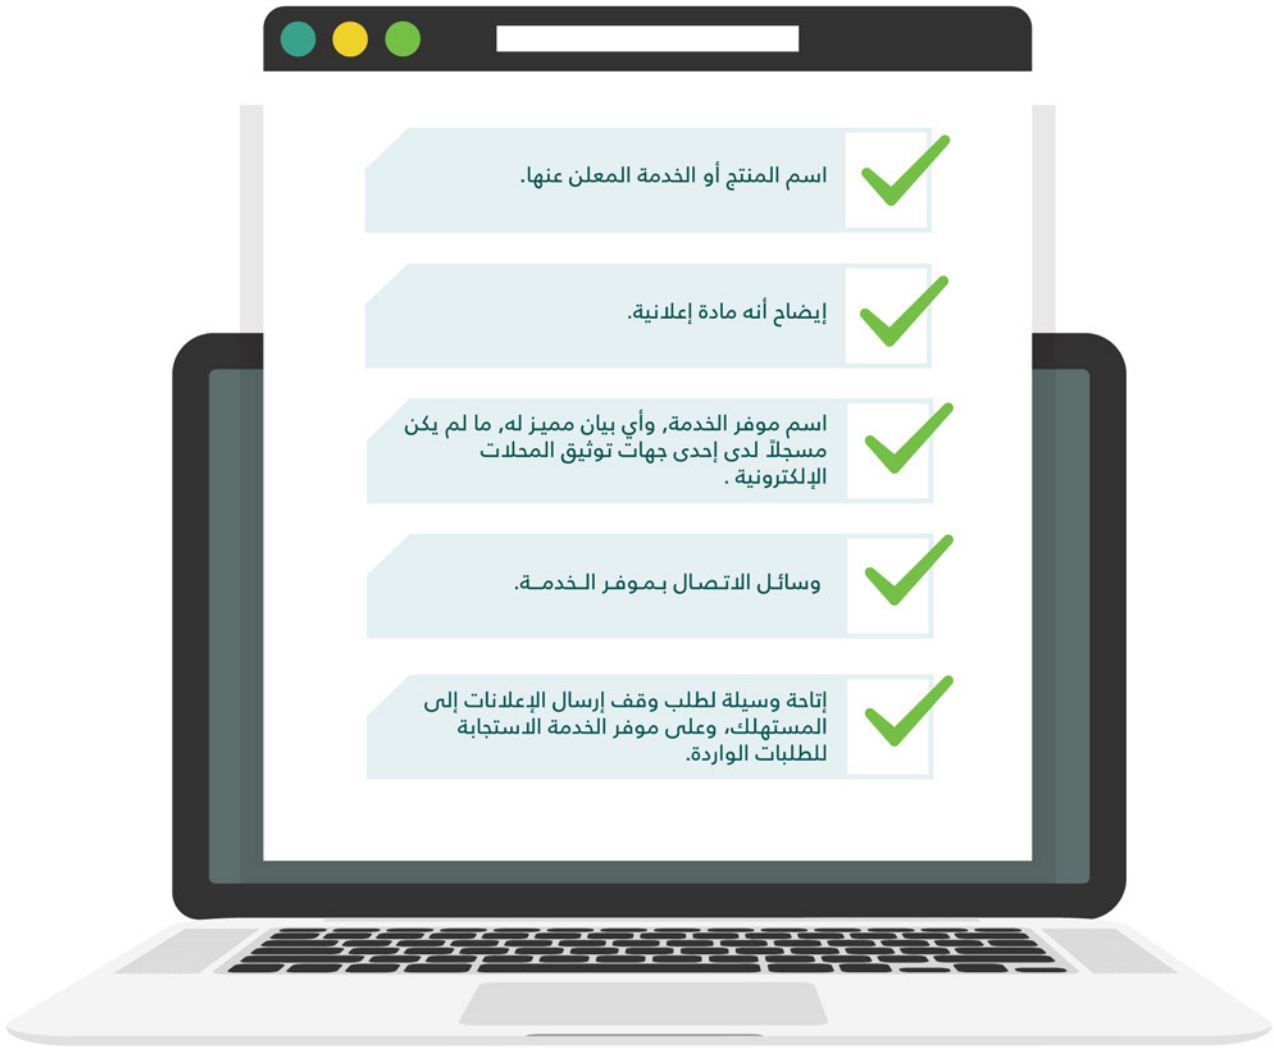 اسم المنتج أو الخدمة المعلن عنها.
إيضاح أنه مادة إعلانية.
اسم موفر الخدمة, وأي بيان مميز له, ما لم يكن
مسجلاً لدى إحدى جهات توثيق المحلات
الإلكترونية .
وسائل الاتصال بموفر الخدمة.
إتاحة وسيلة لطلب وقف إرسال الإعلانات إلى
المستهلك، وعلى موفر الخدمة الاستجابة
للطلبات الواردة.